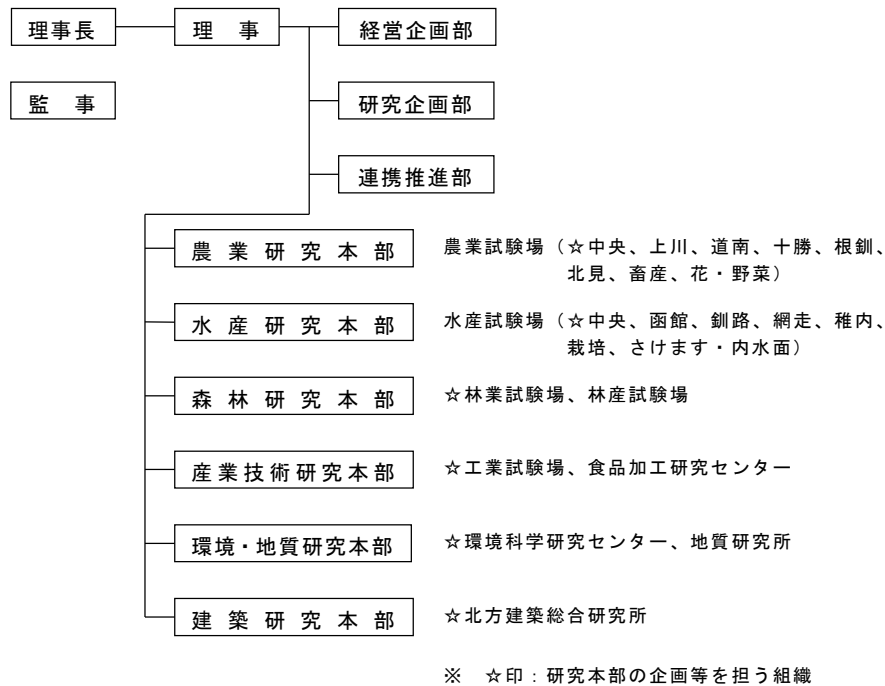 理事長　理　事　経営企画部
監　事　研究企画部
連携推進部
農業研究本部　農業試験場（☆中央、上川、道南、十勝、根釧、
北見、畜産、花・野菜）
水産研究本部　水産試験場（☆中央、函館、釧路、網走、稚内、
栽培、さけます・内水面）
森林研究本部　☆林業試験場、林産試験場
産業技術研究本部　☆工業試験場、食品加工研究センター
環境・地質研究本部　☆環境科学研究センター、地質研究所
建築研究本部　☆北方建築総合研究所
※　☆印：研究本部の企画等を担う組織